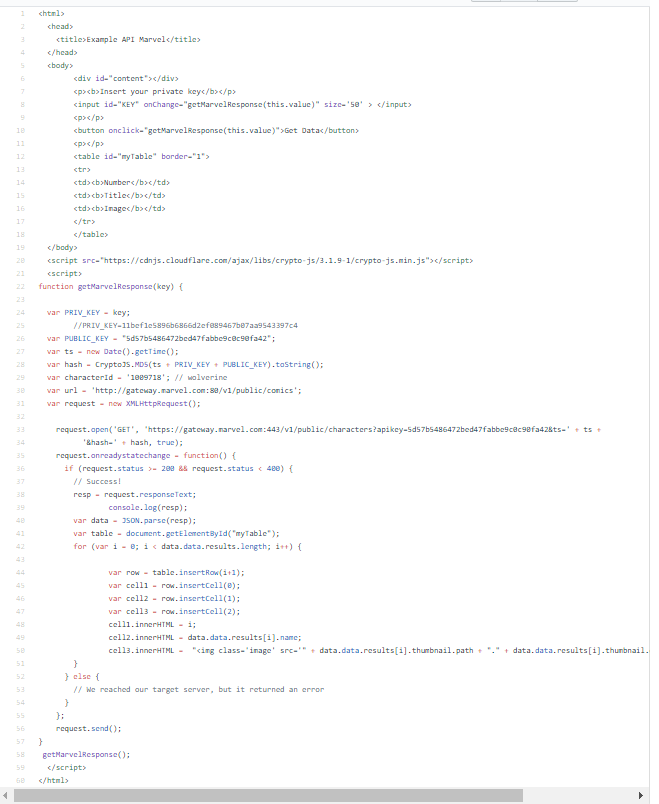 1 <html>
2 <head>
3 <title>Example API Marvel</title>
4 </head>
5 <body>
6 <div id="content"></div>
7 <p><b>Insert your private key</b></p>
8 <input id="KEY" onChange="getMarvelResponse(this.value)" size='50' > </input>
9 <p></p>
10 <button onclick="getMarvelResponse(this.value)">Get Data</button>
11 <p></p>
12 <table id="myTable" border="1">
13 <tr>
14 <td><b>Number</b></td>
15 <td><b>Title</b></td>
16 <td><b>Image</b></td>
17 </tr>
18 </table>
19 </body>
20 <script src="https://cdnjs.cloudflare.com/ajax/libs/crypto-js/3.1.9-1/crypto-js.min.js"></script>
21 <script>
22 function getMarvelResponse(key) {
23
24 var PRIV_KEY = key;
25 //PRIV_KEY=11bef1e5896b6866d2ef089467b07aa9543397c4
26 var PUBLIC_KEY = "5d57b5486472bed47fabbe9c0c90fa42";
27 var ts = new Date().getTime();
28 var hash = CryptoJS.MD5(ts + PRIV_KEY + PUBLIC_KEY).toString();
29 var characterId = '1009718'; // wolverine
30 var url = 'http://gateway.marvel.com:80/v1/public/comics';
31 var request = new XMLHttpRequest();
32
33 request.open('GET', 'https://gateway.marvel.com:443/v1/public/characters?apikey=5d57b5486472bed47fabbe9c0c90fa42&ts=' + ts +
34 '&hash=' + hash, true);
35 request.onreadystatechange = function() {
36 if (request.status >= 200 && request.status < 400) {
37 // Success!
38 resp = request.responseText;
39 console.log(resp);
40 var data = JSON.parse(resp);
41 var table = document.getElementById("myTable");
42 for (var i = 0; i < data.data.results.length; i++) {
43
44 var row = table.insertRow(i+1);
45 var cell1 = row.insertCell(0);
46 var cell2 = row.insertCell(1);
47 var cell3 = row.insertCell(2);
48 cell1.innerHTML = i;
49 cell2.innerHTML = data.data.results[i].name;
50 cell3.innerHTML = "<img class='image' src='" + data.data.results[i].thumbnail.path + "." + data.data.results[i].thumbnail.
51 }
52 } else {
53 // We reached our target server, but it returned an error
54 }
55 };
56 request.send();
57 }
58 getMarvelResponse();
59 </script>
60 </html>